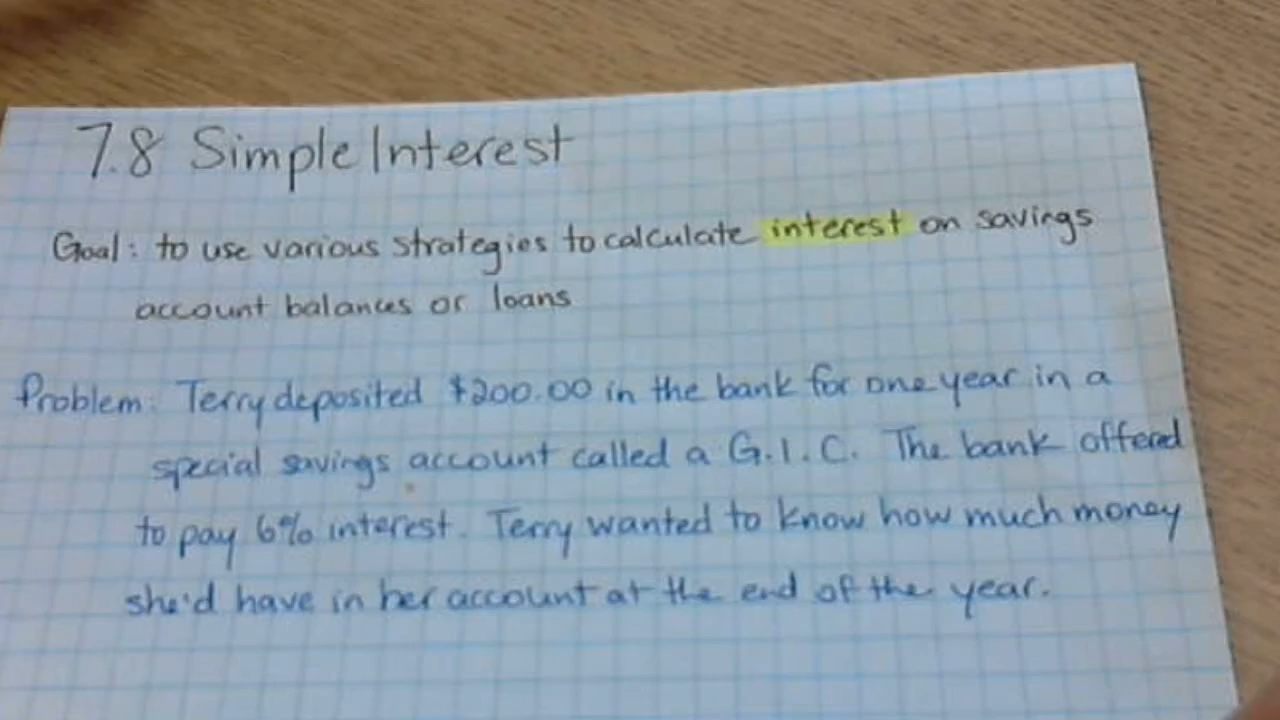 7.8 Simple Interest
Goal: to use various strategies to calculate interest on savings
account balances or loans
Problem: Terry deposited $200.00 in the bank for one year in a
special savings account called a G.I.C. The bank offered
to pay 6% interest. Terry wanted to know how much money
she'd have in her account at the end of the year.